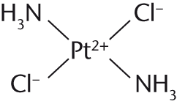 H₃N Cl⁻
Pt²⁺
Cl⁻ NH₃